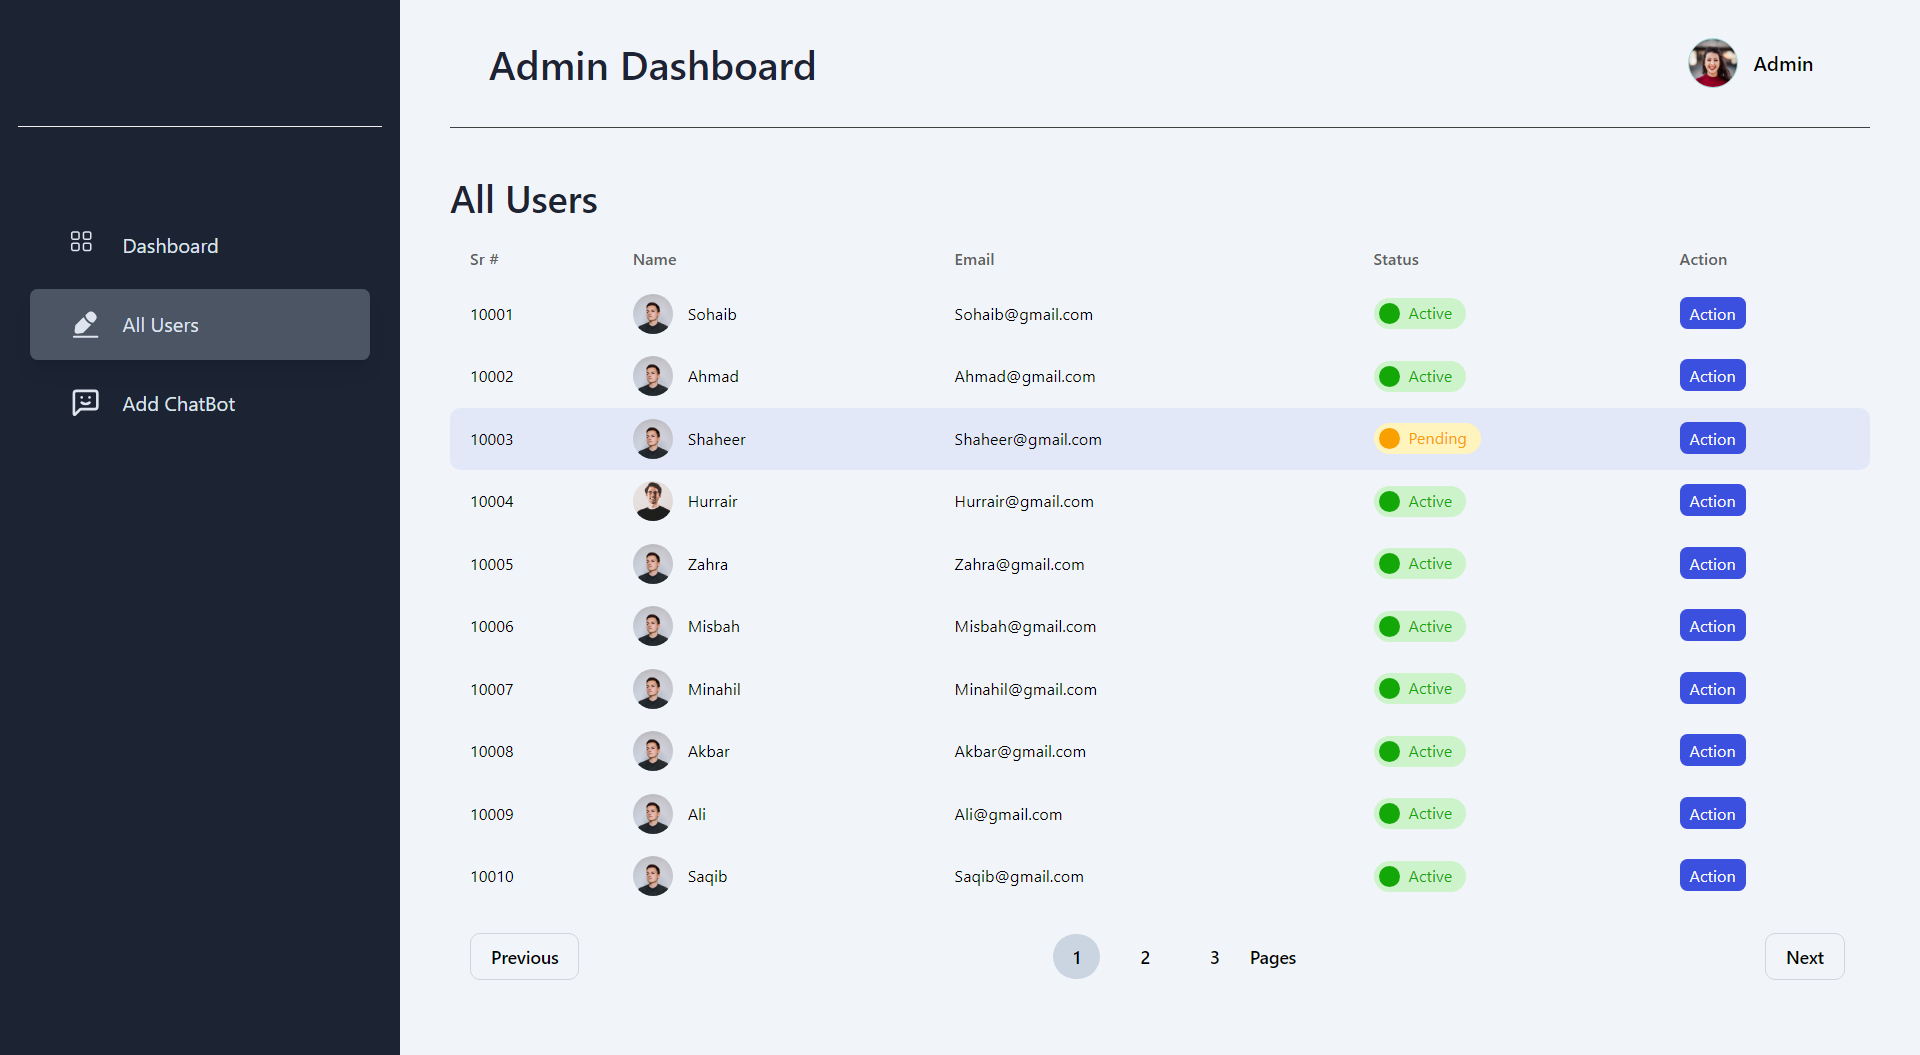 Admin Dashboard
Admin
Dashboard
All Users
Add ChatBot
All Users
Sr # Name Email Status Action
10001 Sohaib Sohaib@gmail.com Active Action
10002 Ahmad Ahmad@gmail.com Active Action
10003 Shaheer Shaheer@gmail.com Pending Action
10004 Hurrair Hurrair@gmail.com Active Action
10005 Zahra Zahra@gmail.com Active Action
10006 Misbah Misbah@gmail.com Active Action
10007 Minahil Minahil@gmail.com Active Action
10008 Akbar Akbar@gmail.com Active Action
10009 Ali Ali@gmail.com Active Action
10010 Saqib Saqib@gmail.com Active Action
Previous 1 2 3 Pages Next